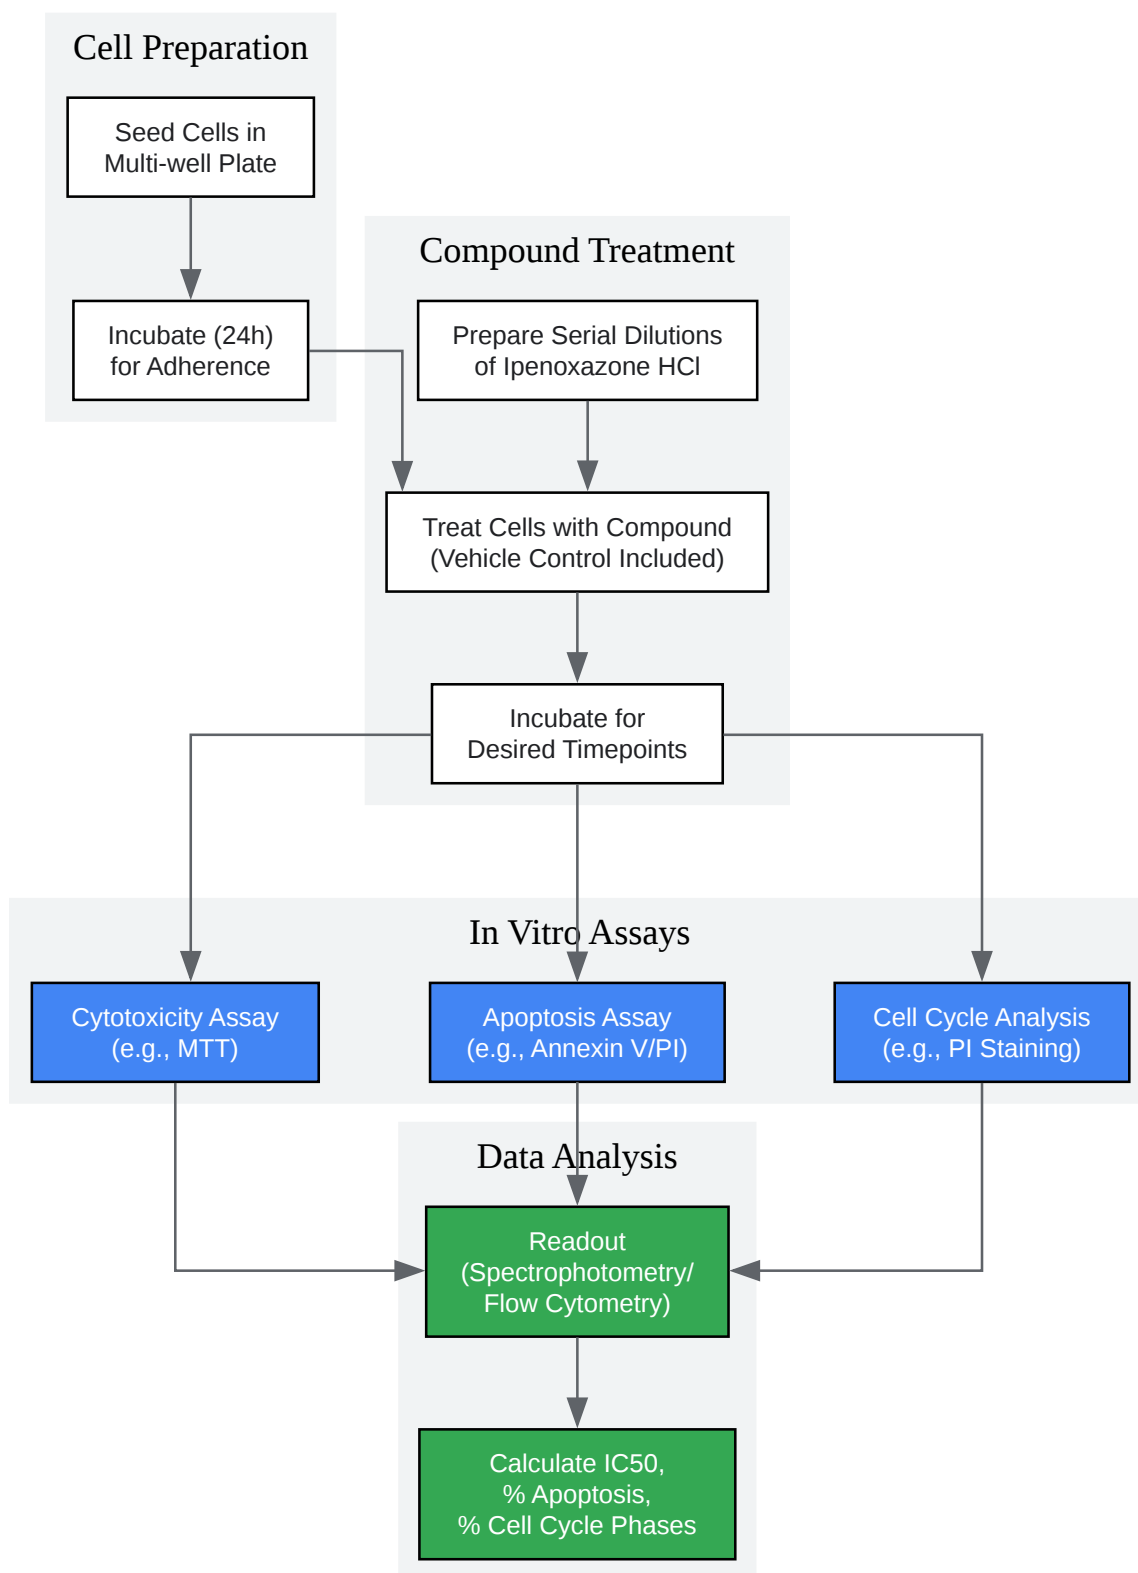 Cell Preparation
Seed Cells in
Multi-well Plate
Incubate (24h)
for Adherence
Compound Treatment
Prepare Serial Dilutions
of Ipenoxazone HCl
Treat Cells with Compound
(Vehicle Control Included)
Incubate for
Desired Timepoints
In Vitro Assays
Cytotoxicity Assay
(e.g., MTT)
Apoptosis Assay
(e.g., Annexin V/PI)
Cell Cycle Analysis
(e.g., PI Staining)
Data Analysis
Readout
(Spectrophotometry/
Flow Cytometry)
Calculate IC50,
% Apoptosis,
% Cell Cycle Phases